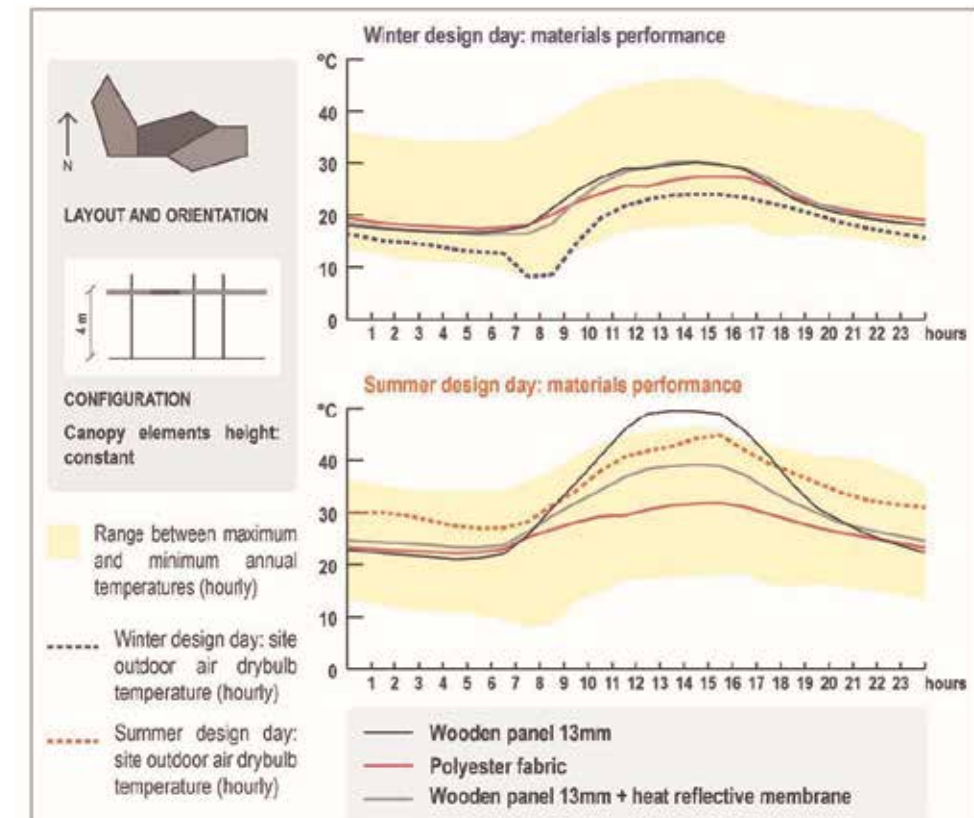 Winter design day: materials performance
°C
40
30
20
10
0
1 2 3 4 5 6 7 8 9 10 11 12 13 14 15 16 17 18 19 20 21 22 23 hours
N
LAYOUT AND ORIENTATION
4 m
CONFIGURATION
Canopy elements height:
constant
Summer design day: materials performance
°C
40
30
20
10
0
1 2 3 4 5 6 7 8 9 10 11 12 13 14 15 16 17 18 19 20 21 22 23 hours
Range between maximum
and minimum annual
temperatures (hourly)
Winter design day: site
outdoor air drybulb
temperature (hourly)
Summer design day:
site outdoor air drybulb
temperature (hourly)
Wooden panel 13mm
Polyester fabric
Wooden panel 13mm + heat reflective membrane